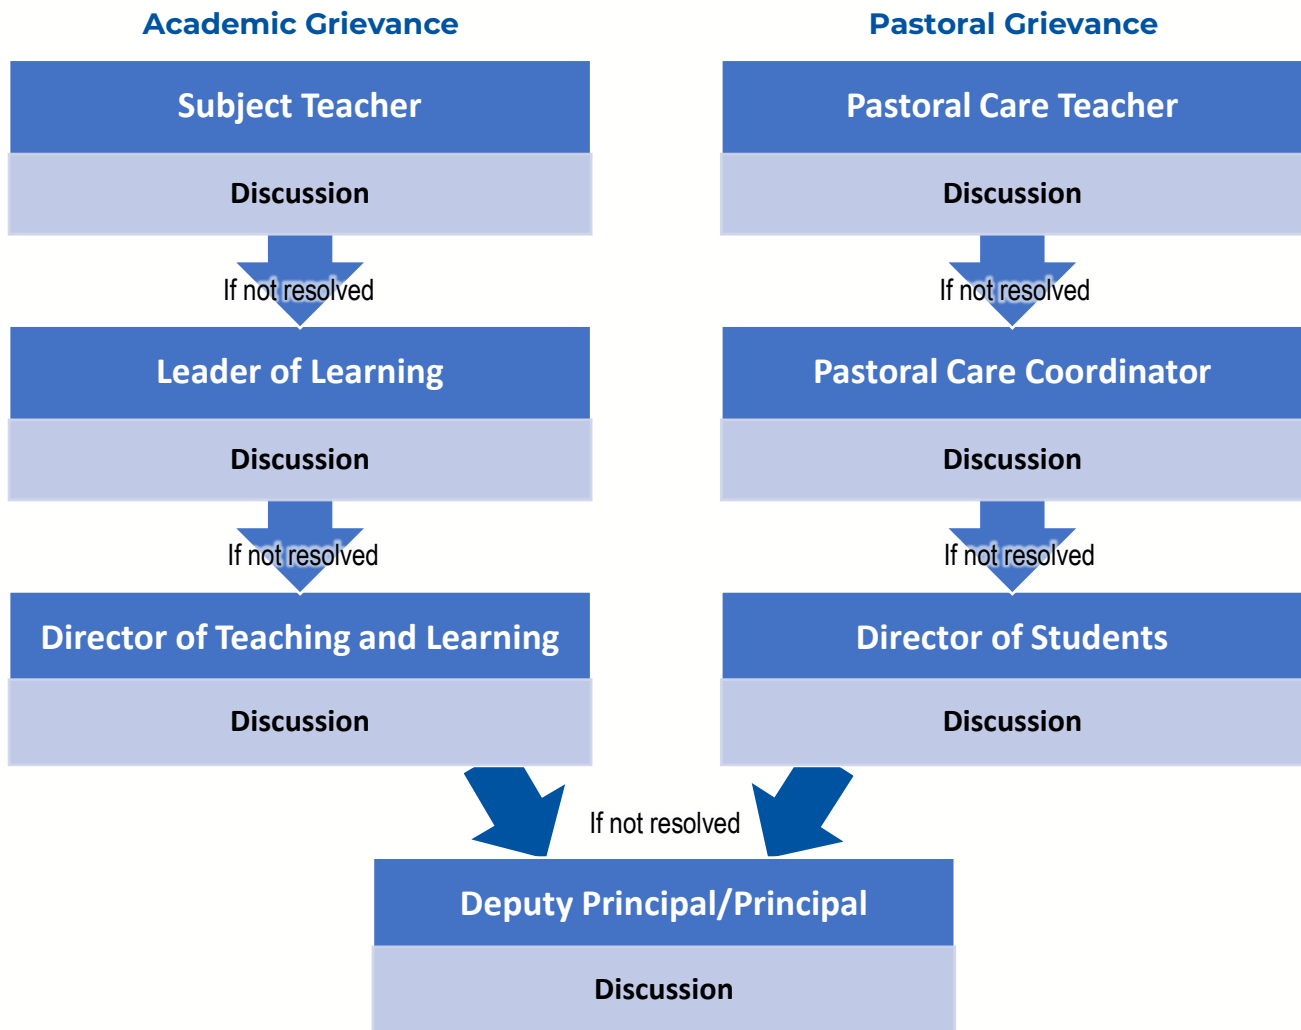 Academic Grievance
Pastoral Grievance
Subject Teacher
Pastoral Care Teacher
Discussion
Discussion
If not resolved
If not resolved
Leader of Learning
Pastoral Care Coordinator
Discussion
Discussion
If not resolved
If not resolved
Director of Teaching and Learning
Director of Students
Discussion
Discussion
If not resolved
Deputy Principal/Principal
Discussion